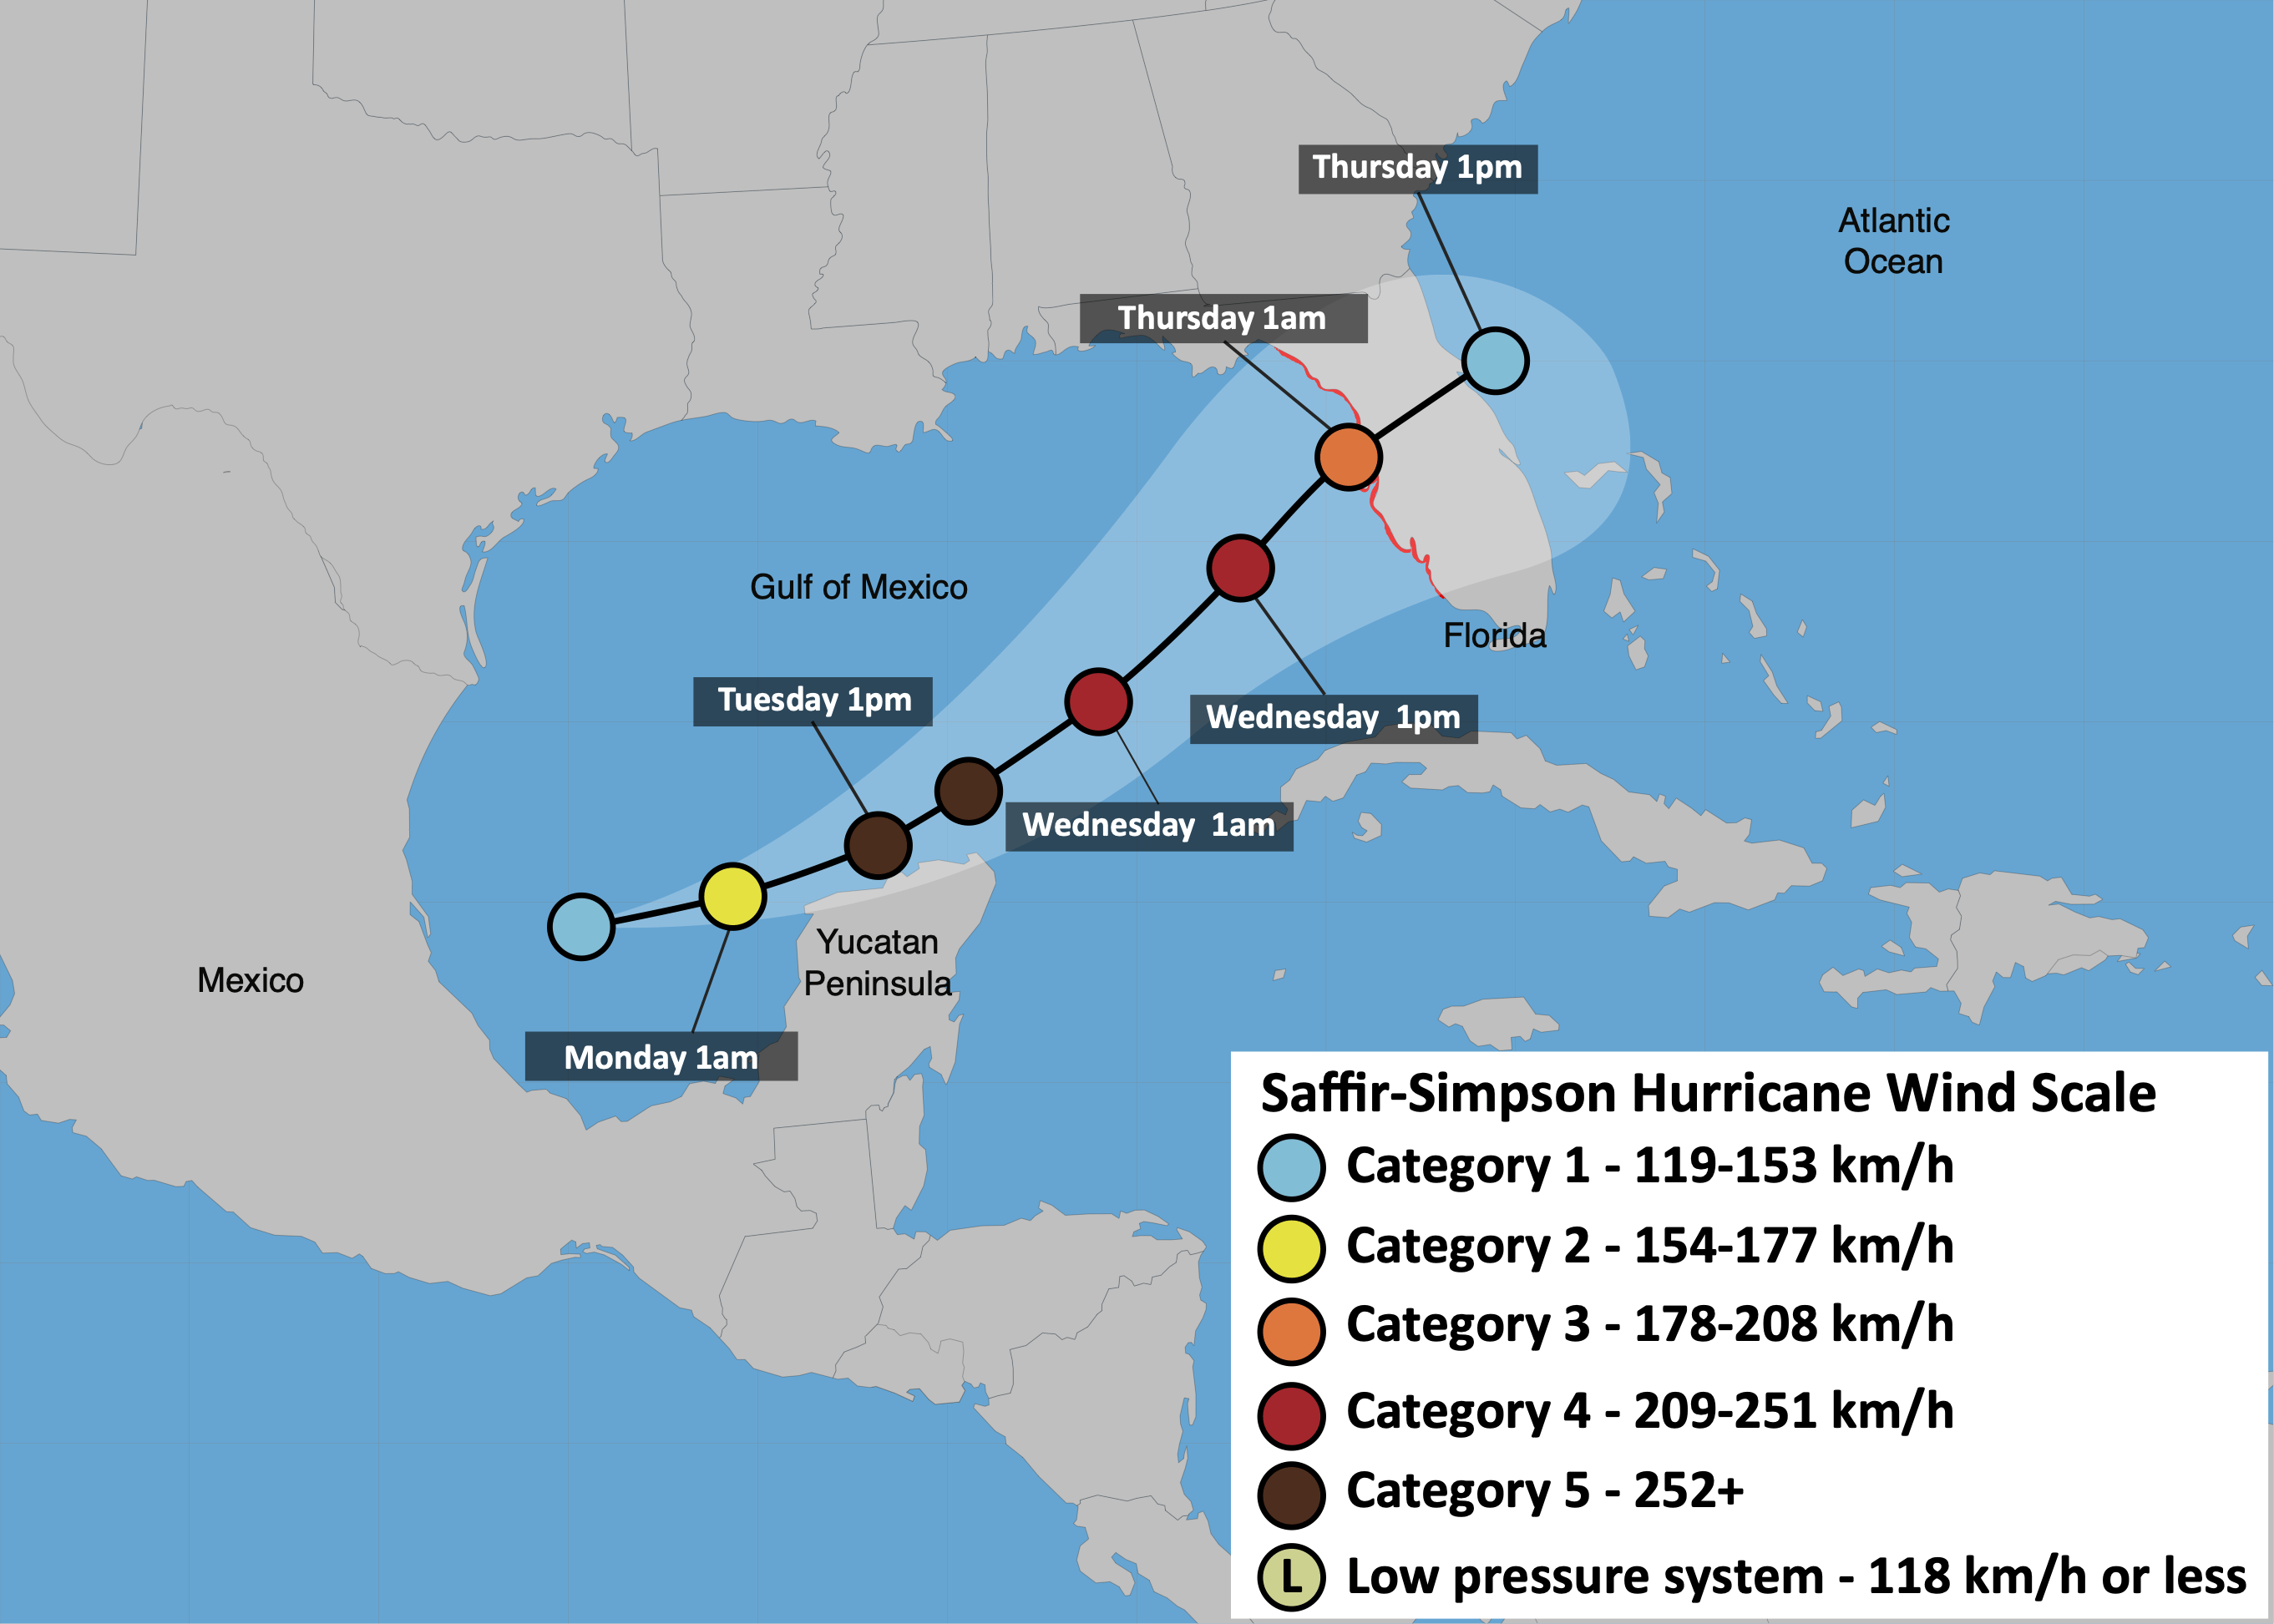 Thursday 1pm
Atlantic
Ocean
Thursday 1am
Gulf of Mexico
Florida
Tuesday 1pm
Wednesday 1pm
Wednesday 1am
Yucatan
Peninsula
Mexico
Monday 1am
Saffir-Simpson Hurricane Wind Scale
Category 1 - 119-153 km/h
Category 2 - 154-177 km/h
Category 3 - 178-208 km/h
Category 4 - 209-251 km/h
Category 5 - 252+
L Low pressure system - 118 km/h or less